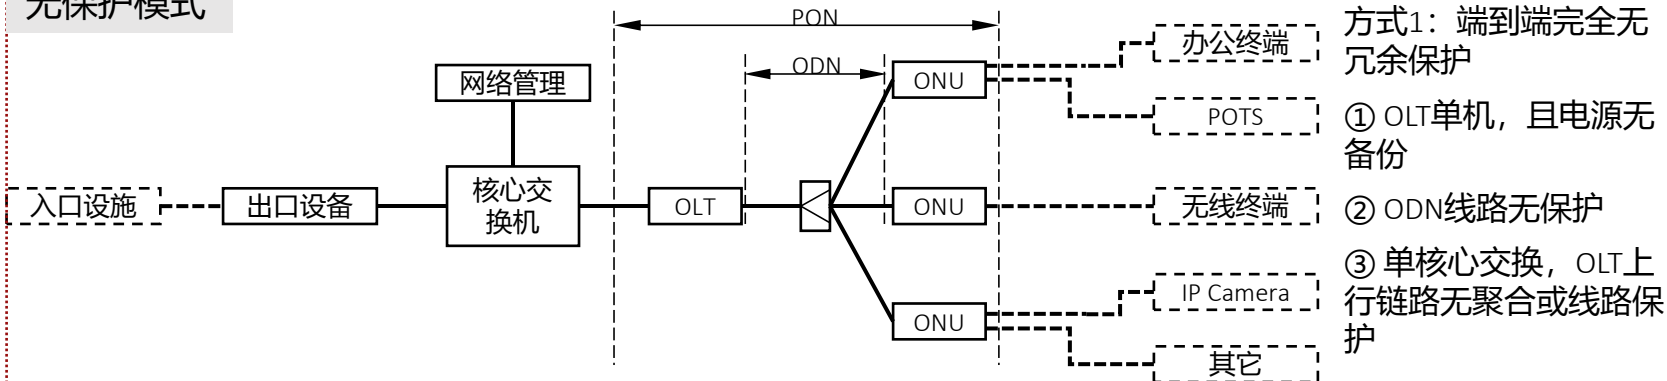 无保护模式
PON
ODN
网络管理
入口设施
出口设备
核心交
换机
OLT
ONU
ONU
ONU
办公终端
POTS
无线终端
IP Camera
其它
方式1：端到端完全无
冗余保护
① OLT单机，且电源无
备份
② ODN线路无保护
③ 单核心交换，OLT上
行链路无聚合或线路保
护